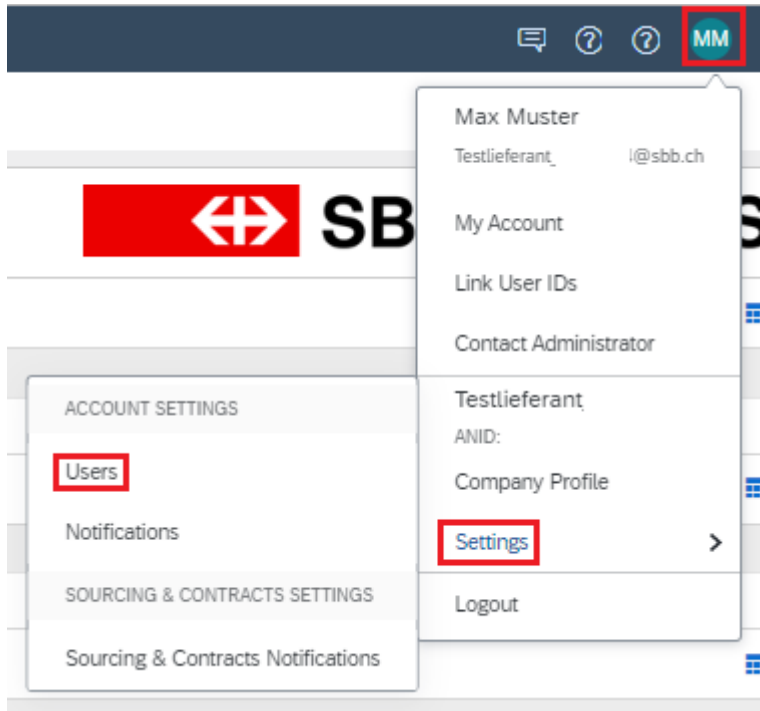 MM
Max Muster
Testlieferant_ @sbb.ch
SB S
My Account
Link User IDs
Contact Administrator
Testlieferant
ANID:
Company Profile
Settings
Logout
ACCOUNT SETTINGS
Users
Notifications
SOURCING & CONTRACTS SETTINGS
Sourcing & Contracts Notifications